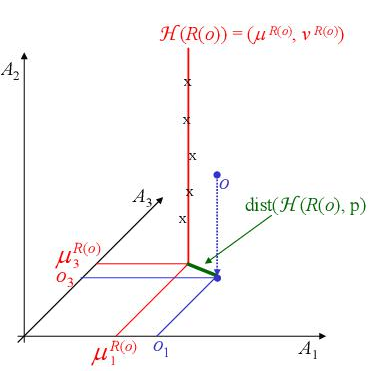 ℋ(R(o)) = (μ^R(o), ν^R(o))
A₂
x
x
x
A₃
x
o
x
dist(ℋ(R(o), p)
μ₃^R(o)
o₃
μ₁^R(o)
o₁
A₁